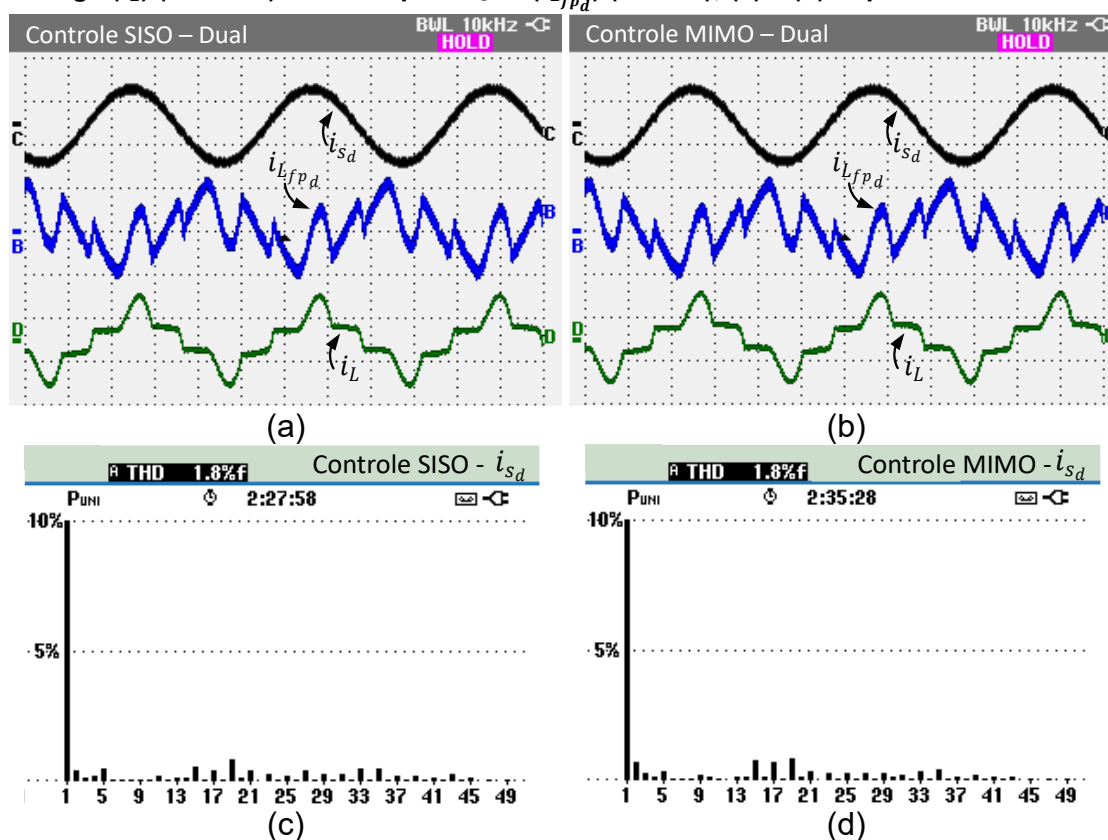 Controle SISO – Dual
BWL 10kHz
HOLD
C
C
i_{s_d}
i_{L_{fp_d}}
B
B
D
D
i_L
(a)
Controle MIMO – Dual
BWL 10kHz
HOLD
C
C
i_{s_d}
i_{L_{fp_d}}
B
B
D
D
i_L
(b)
A THD 1.8%f
Controle SISO - i_{s_d}
PUNI 2:27:58
10%
5%
1 5 9 13 17 21 25 29 33 37 41 45 49
(c)
A THD 1.8%f
Controle MIMO - i_{s_d}
PUNI 2:35:28
10%
5%
1 5 9 13 17 21 25 29 33 37 41 45 49
(d)